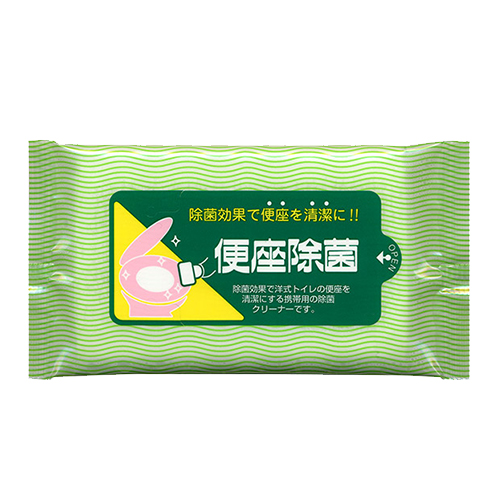 除菌効果で便座を清潔に!!
便座除菌
除菌効果で洋式トイレの便座を
清潔にする携帯用の除菌
クリーナーです。
OPEN